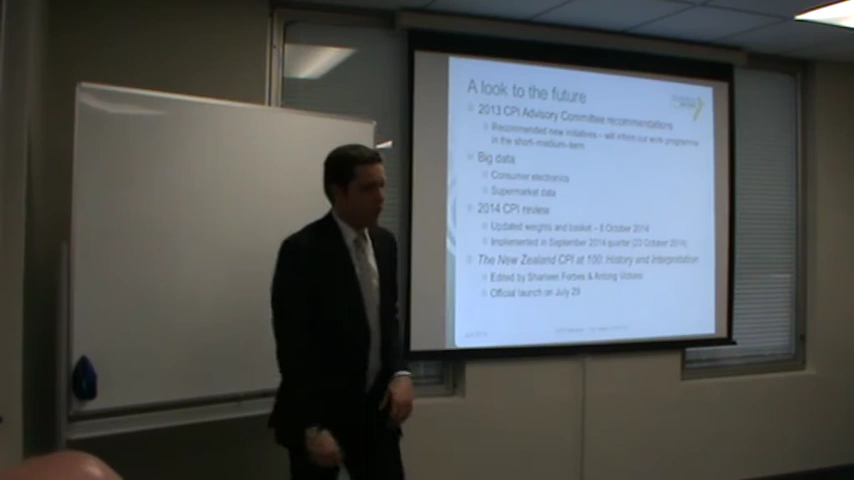 A look to the future
2013 CPI Advisory Committee recommendations
Recommended new initiatives – will inform our work programme
in the short-medium-term
Big data
Consumer electronics
Supermarket data
2014 CPI review
Updated weights and basket – 8 October 2014
Implemented in September 2014 quarter (23 October 2014)
The New Zealand CPI at 100: History and Interpretation
Edited by Sharleen Forbes & Antong Victorio
Official launch on July 29